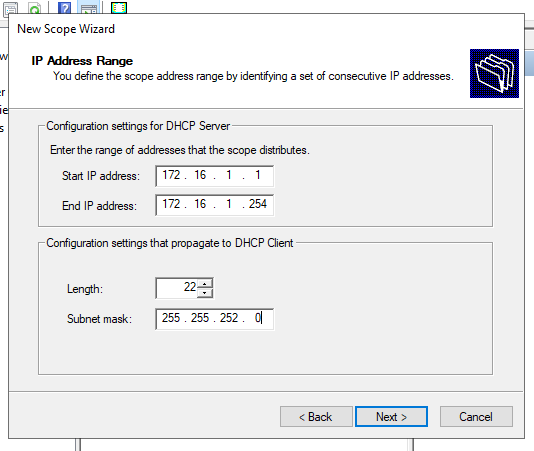 New Scope Wizard
IP Address Range
You define the scope address range by identifying a set of consecutive IP addresses.
Configuration settings for DHCP Server
Enter the range of addresses that the scope distributes.
Start IP address: 172 . 16 . 1 . 1
End IP address: 172 . 16 . 1 . 254
Configuration settings that propagate to DHCP Client
Length: 22
Subnet mask: 255 . 255 . 252 . 0
< Back Next > Cancel